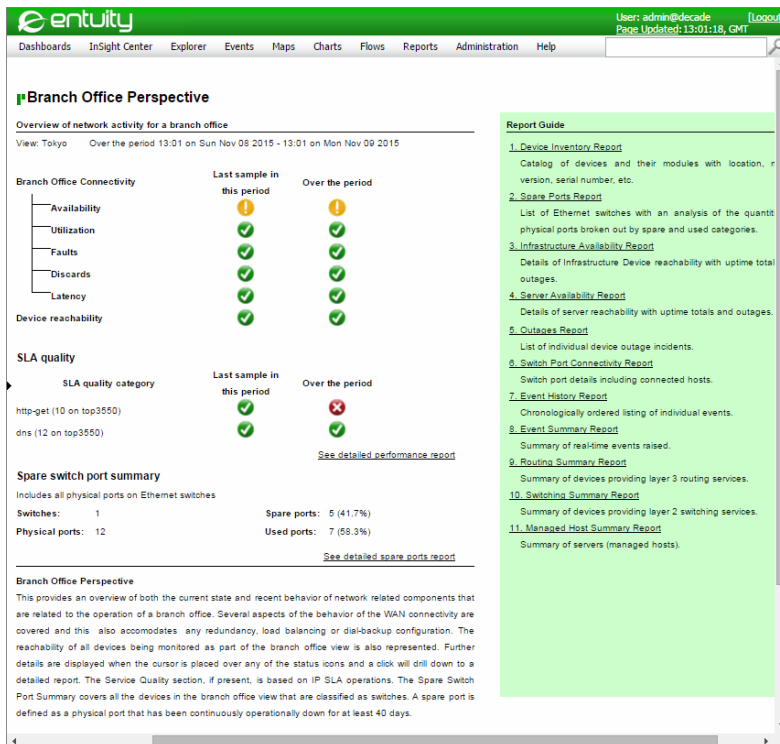 entuity
User: admin@decade [Logout
Page Updated: 13:01:18, GMT
Dashboards InSight Center Explorer Events Maps Charts Flows Reports Administration Help
Branch Office Perspective
Overview of network activity for a branch office
View: Tokyo Over the period 13:01 on Sun Nov 08 2015 - 13:01 on Mon Nov 09 2015
Branch Office Connectivity Last sample in this period Over the period
Availability
Utilization
Faults
Discards
Latency
Device reachability
SLA quality
SLA quality category Last sample in this period Over the period
http-get (10 on top3550)
dns (12 on top3550)
See detailed performance report
Spare switch port summary
Includes all physical ports on Ethernet switches
Switches: 1 Spare ports: 5 (41.7%)
Physical ports: 12 Used ports: 7 (58.3%)
See detailed spare ports report
Branch Office Perspective
This provides an overview of both the current state and recent behavior of network related components that
are related to the operation of a branch office. Several aspects of the behavior of the WAN connectivity are
covered and this also accomodates any redundancy, load balancing or dial-backup configuration. The
reachability of all devices being monitored as part of the branch office view is also represented. Further
details are displayed when the cursor is placed over any of the status icons and a click will drill down to a
detailed report. The Service Quality section, if present, is based on IP SLA operations. The Spare Switch
Port Summary covers all the devices in the branch office view that are classified as switches. A spare port is
defined as a physical port that has been continuously operationally down for at least 40 days.
Report Guide
1. Device Inventory Report
Catalog of devices and their modules with location,
version, serial number, etc.
2. Spare Ports Report
List of Ethernet switches with an analysis of the quantit
physical ports broken out by spare and used categories.
3. Infrastructure Availability Report
Details of Infrastructure Device reachability with uptime total
outages.
4. Server Availability Report
Details of server reachability with uptime totals and outages.
5. Outages Report
List of individual device outage incidents.
6. Switch Port Connectivity Report
Switch port details including connected hosts.
7. Event History Report
Chronologically ordered listing of individual events.
8. Event Summary Report
Summary of real-time events raised.
9. Routing Summary Report
Summary of devices providing layer 3 routing services.
10. Switching Summary Report
Summary of devices providing layer 2 switching services.
11. Managed Host Summary Report
Summary of servers (managed hosts).